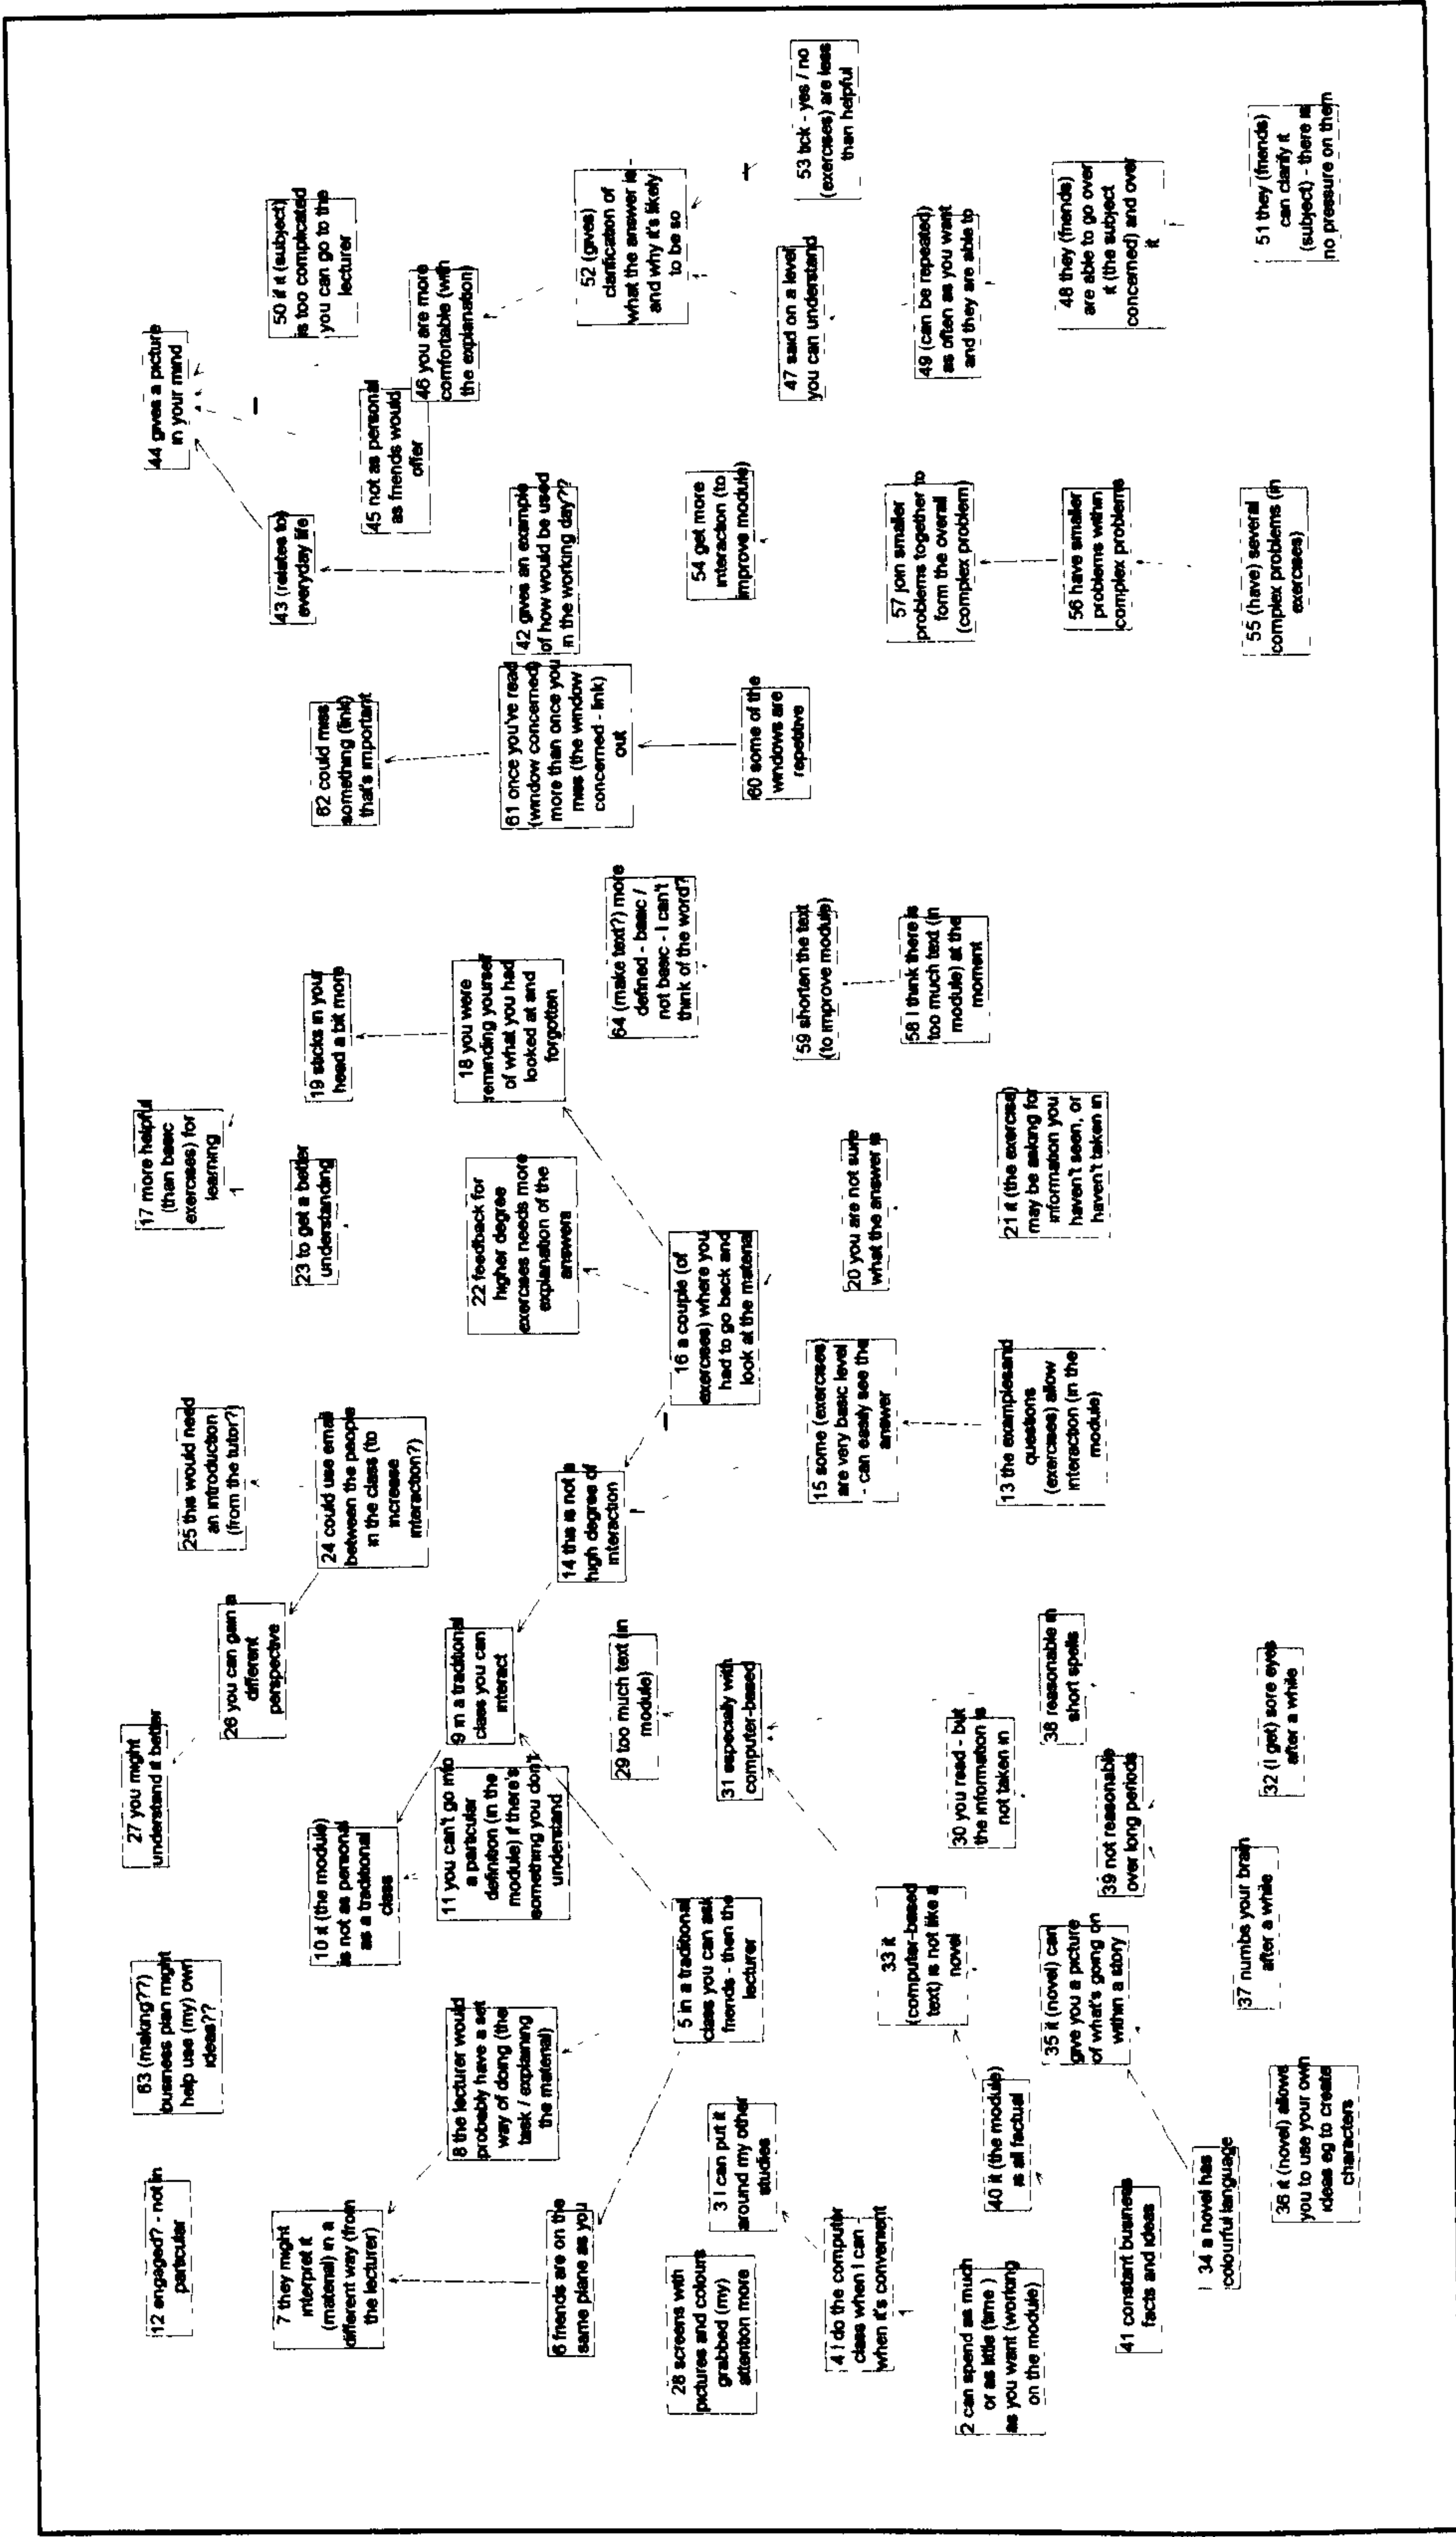 12 engaged? - not in
particular
63 (making??)
business plan might
help use (my) own
ideas??
27 you might
understand it better
17 more helpful
(than basic
exercises) for
learning
44 gives a picture
in your mind
7 they might
interpret it
(material) in a
different way (from
the lecturer)
10 it (the module)
is not as personal
as a traditional
class
26 you can gain a
different
perspective
25 this would need
an introduction
(from the tutor?)
24 could use email
between the people
in the class (to
increase
interaction?)
23 to get a better
understanding
19 sticks in your
head a bit more
62 could miss
something (link)
that's important
43 (relates to)
everyday life
45 not as personal
as friends would
offer
50 if it (subject)
is too complicated
you can go to the
lecturer
46 you are more
comfortable (with
the explanation)
8 the lecturer would
probably have a set
way of doing (the
task / explaining
the material)
11 you can't go into
a particular
definition (in the
module) if there's
something you don't
understand
9 in a traditional
class you can
interact
14 this is not a
high degree of
interaction
22 feedback for
higher degree
exercises needs more
explanation of the
answers
18 you were
reminding yourself
of what you had
looked at and
forgotten
61 once you've read
(window concerned)
more than once you
miss (the window
concerned - link)
out
42 gives an example
of how would be used
in the working day??
52 (gives)
clarification of
what the answer is -
and why it's likely
to be so
6 friends are on the
same plane as you
5 in a traditional
class you can ask
friends - then the
lecturer
29 too much text (in
module)
31 especially with
computer-based
16 a couple (of
exercises) where you
had to go back and
look at the material
64 (make text?) more
defined - basic /
not basic - I can't
think of the word?
60 some of the
windows are
repetitive
54 get more
interaction (to
improve module)
47 said on a level
you can understand
53 tick - yes / no
(exercises) are less
than helpful
28 screens with
pictures and colours
grabbed (my)
attention more
3 I can put it
around my other
studies
4 I do the computer
class when I can /
when it's convenient
33 it
(computer-based
text) is not like a
novel
30 you read - but
the information is
not taken in
15 some (exercises)
are very basic level
- can easily see the
answer
20 you are not sure
what the answer is
59 shorten the text
(to improve module)
58 I think there is
too much text (in
module) at the
moment
57 join smaller
problems together to
form the overall
(complex problem)
49 (can be repeated)
as often as you want
and they are able to
2 can spend as much
or as little (time )
as you want (working
on the module)
40 it (the module)
is all factual
35 it (novel) can
give you a picture
of what's going on
within a story
39 not reasonable
over long periods
38 reasonable in
short spells
13 the examples and
questions
(exercises) allow
interaction (in the
module)
21 it (the exercise)
may be asking for
information you
haven't seen, or
haven't taken in
56 have smaller
problems within
complex problems
48 they (friends)
are able to go over
it (the subject
concerned) and over
it
41 constant business
facts and ideas
34 a novel has
colourful language
36 it (novel) allows
you to use your own
ideas eg to create
characters
37 numbs your brain
after a while
32 (I get) sore eyes
after a while
55 (have) several
complex problems (in
exercises)
51 they (friends)
can clarify it
(subject) - there is
no pressure on them